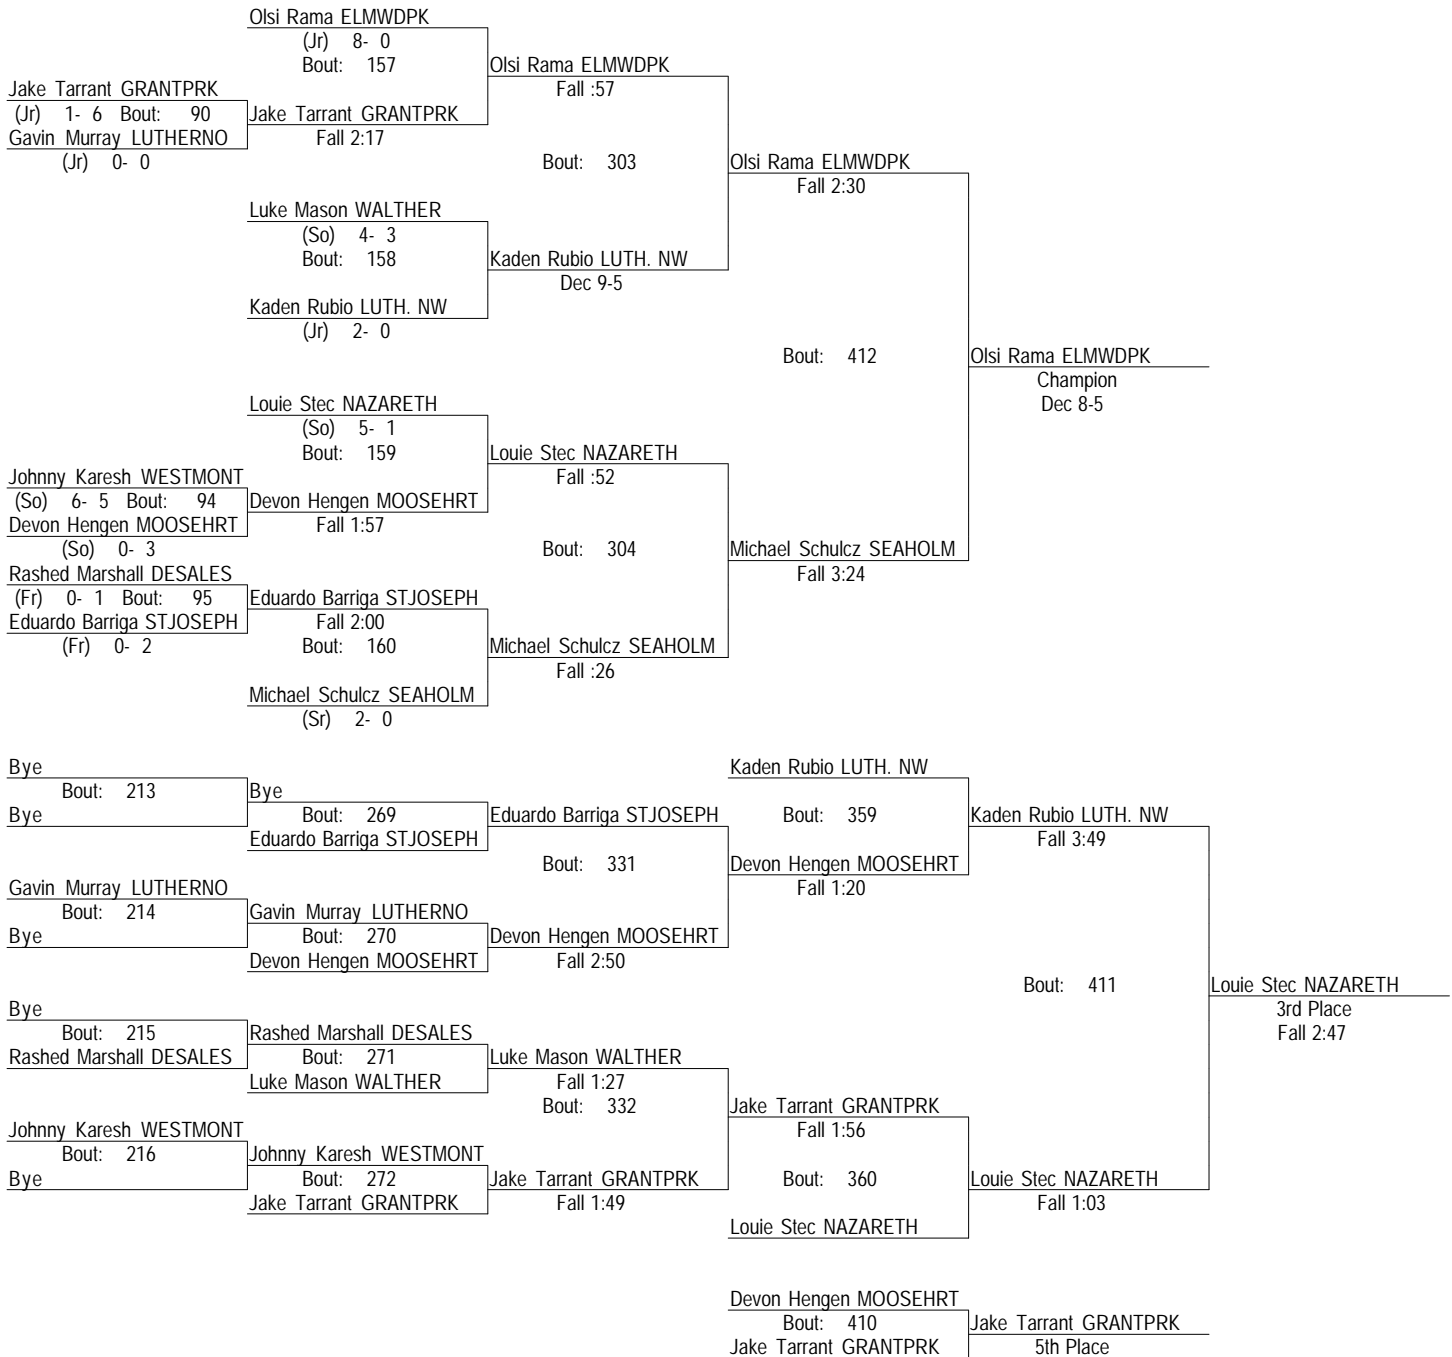 Olsi Rama ELMWDPK
(Jr) 8- 0
Bout: 157
Olsi Rama ELMWDPK
Fall :57
Jake Tarrant GRANTPRK
(Jr) 1- 6 Bout: 90
Jake Tarrant GRANTPRK
Gavin Murray LUTHERNO
Fall 2:17
(Jr) 0- 0
Bout: 303
Olsi Rama ELMWDPK
Fall 2:30
Luke Mason WALTHER
(So) 4- 3
Bout: 158
Kaden Rubio LUTH. NW
Dec 9-5
Kaden Rubio LUTH. NW
(Jr) 2- 0
Bout: 412
Olsi Rama ELMWDPK
Champion
Dec 8-5
Louie Stec NAZARETH
(So) 5- 1
Bout: 159
Louie Stec NAZARETH
Fall :52
Johnny Karesh WESTMONT
(So) 6- 5 Bout: 94
Devon Hengen MOOSEHRT
Devon Hengen MOOSEHRT
Fall 1:57
(So) 0- 3
Bout: 304
Michael Schulcz SEAHOLM
Fall 3:24
Rashed Marshall DESALES
(Fr) 0- 1 Bout: 95
Eduardo Barriga STJOSEPH
Eduardo Barriga STJOSEPH
Fall 2:00
(Fr) 0- 2
Bout: 160
Michael Schulcz SEAHOLM
Fall :26
Michael Schulcz SEAHOLM
(Sr) 2- 0
Bye
Bout: 213
Bye
Bye
Bout: 269
Eduardo Barriga STJOSEPH
Eduardo Barriga STJOSEPH
Kaden Rubio LUTH. NW
Bout: 359
Kaden Rubio LUTH. NW
Fall 3:49
Bout: 331
Devon Hengen MOOSEHRT
Fall 1:20
Gavin Murray LUTHERNO
Bout: 214
Bye
Gavin Murray LUTHERNO
Bout: 270
Devon Hengen MOOSEHRT
Devon Hengen MOOSEHRT
Fall 2:50
Bout: 411
Louie Stec NAZARETH
3rd Place
Fall 2:47
Bye
Bout: 215
Rashed Marshall DESALES
Rashed Marshall DESALES
Bout: 271
Luke Mason WALTHER
Luke Mason WALTHER
Fall 1:27
Bout: 332
Jake Tarrant GRANTPRK
Fall 1:56
Johnny Karesh WESTMONT
Bout: 216
Bye
Johnny Karesh WESTMONT
Bout: 272
Jake Tarrant GRANTPRK
Jake Tarrant GRANTPRK
Fall 1:49
Bout: 360
Louie Stec NAZARETH
Fall 1:03
Louie Stec NAZARETH
Devon Hengen MOOSEHRT
Bout: 410
Jake Tarrant GRANTPRK
Jake Tarrant GRANTPRK
5th Place